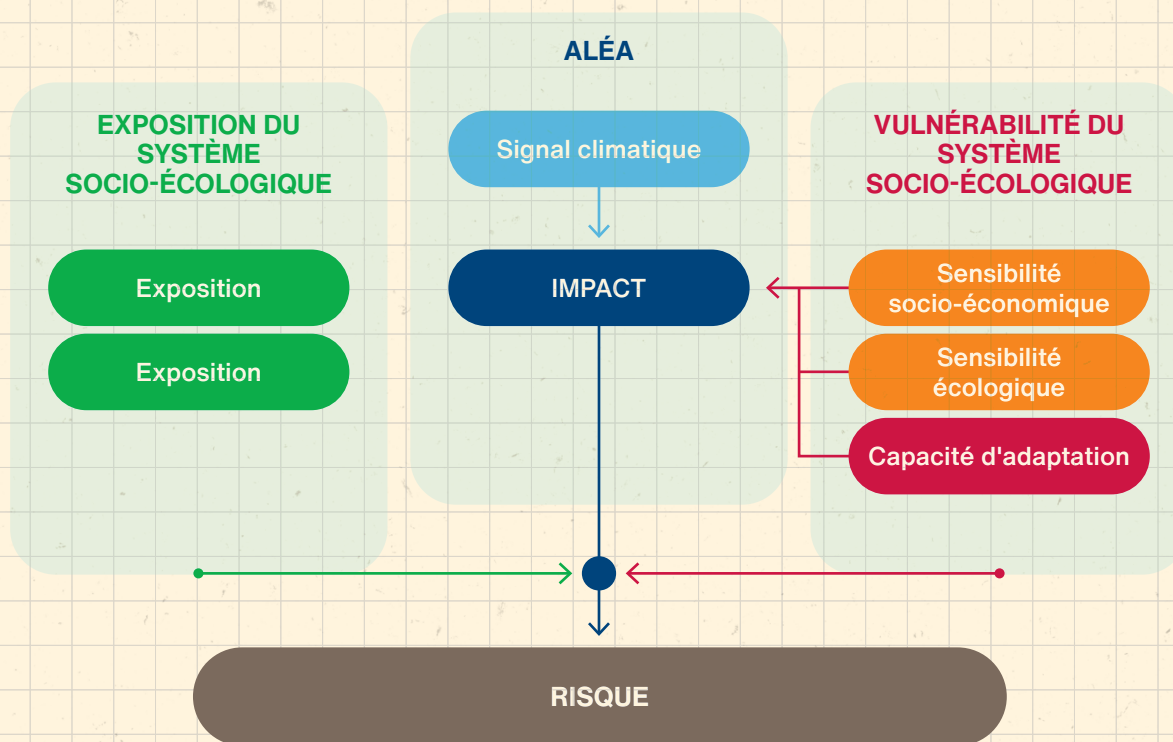 ALÉA
Signal climatique
IMPACT
EXPOSITION DU
SYSTÈME
SOCIO-ÉCOLOGIQUE
Exposition
Exposition
VULNÉRABILITÉ DU
SYSTÈME
SOCIO-ÉCOLOGIQUE
Sensibilité
socio-économique
Sensibilité
écologique
Capacité d'adaptation
RISQUE